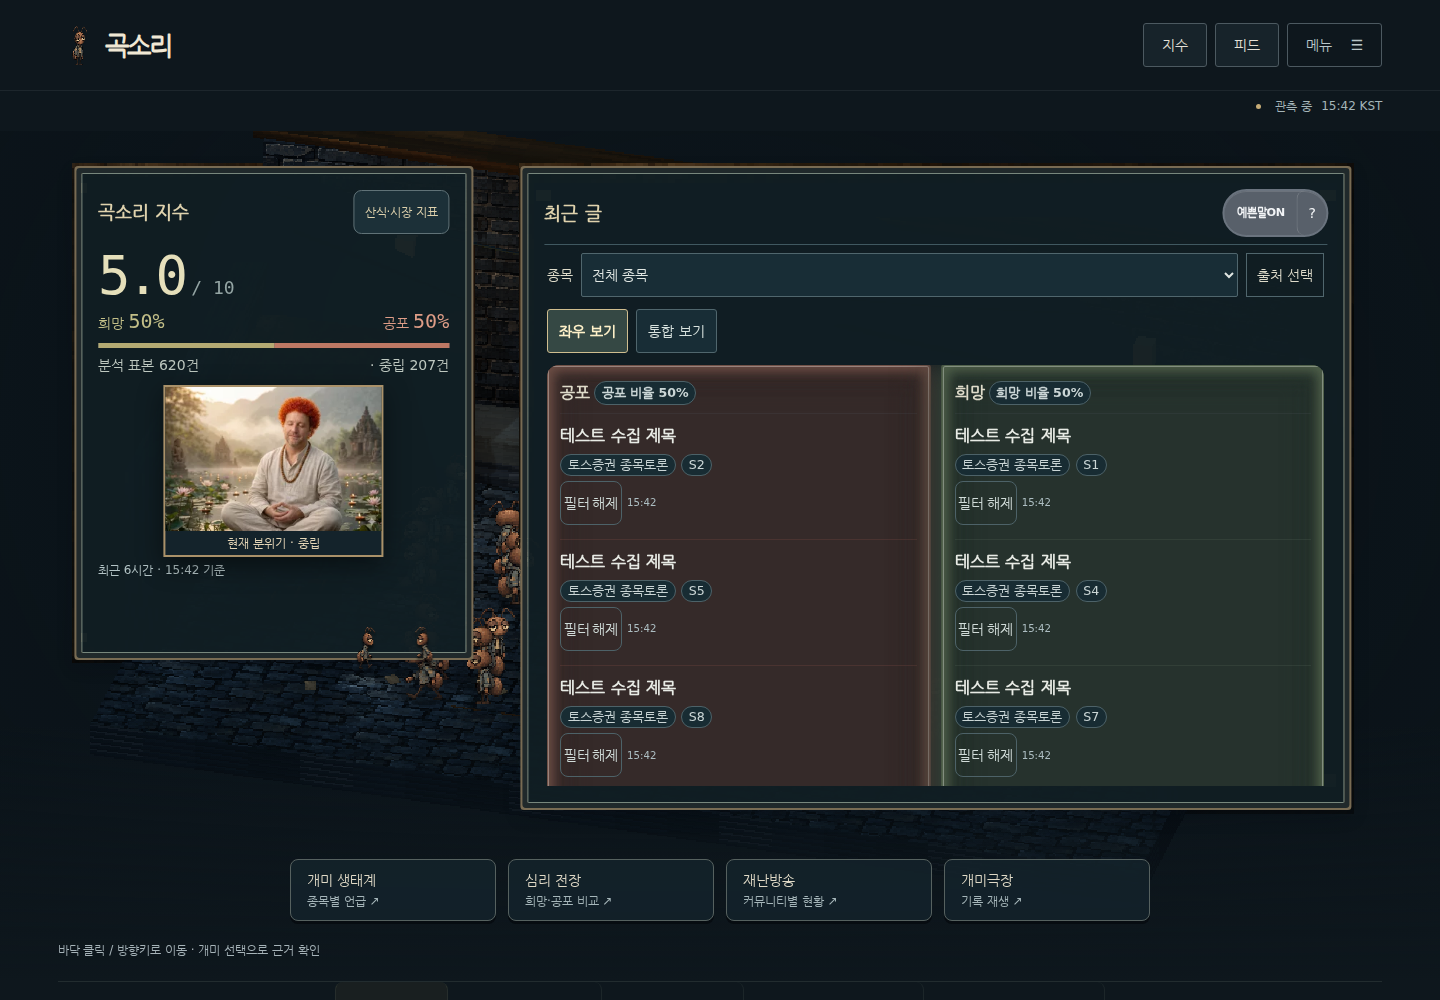 곡소리
지수 피드 메뉴 ☰
관측 중 15:42 KST
곡소리 지수
산식·시장 지표
5.0 / 10
희망 50% 공포 50%
분석 표본 620건 · 중립 207건
현재 분위기 · 중립
최근 6시간 · 15:42 기준
최근 글
예쁜말ON ?
종목 전체 종목 출처 선택
좌우 보기 통합 보기
공포 공포 비율 50%
테스트 수집 제목
토스증권 종목토론 S2
필터 해제 15:42
테스트 수집 제목
토스증권 종목토론 S5
필터 해제 15:42
테스트 수집 제목
토스증권 종목토론 S8
필터 해제 15:42
희망 희망 비율 50%
테스트 수집 제목
토스증권 종목토론 S1
필터 해제 15:42
테스트 수집 제목
토스증권 종목토론 S4
필터 해제 15:42
테스트 수집 제목
토스증권 종목토론 S7
필터 해제 15:42
개미 생태계
종목별 언급 ↗
심리 전장
희망·공포 비교 ↗
재난방송
커뮤니티별 현황 ↗
개미극장
기록 재생 ↗
바닥 클릭 / 방향키로 이동 · 개미 선택으로 근거 확인